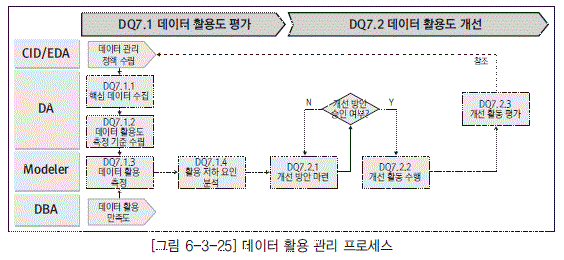 DQ7.1 데이터 활용도 평가
DQ7.2 데이터 활용도 개선
CID/EDA
데이터 관리
정책 수립
참조
DA
DQ7.1.1
핵심 데이터 수집
DQ7.1.2
데이터 활용도
측정 기준 수립
N
개선 방안
승인 여부?
Y
DQ7.2.3
개선 활동 평가
Modeler
DQ7.1.3
데이터 활용
측정
DQ7.1.4
활용 저하 요인
분석
DQ7.2.1
개선 방안 마련
DQ7.2.2
개선 활동 수행
DBA
데이터 활용
만족도
[그림 6-3-25] 데이터 활용 관리 프로세스